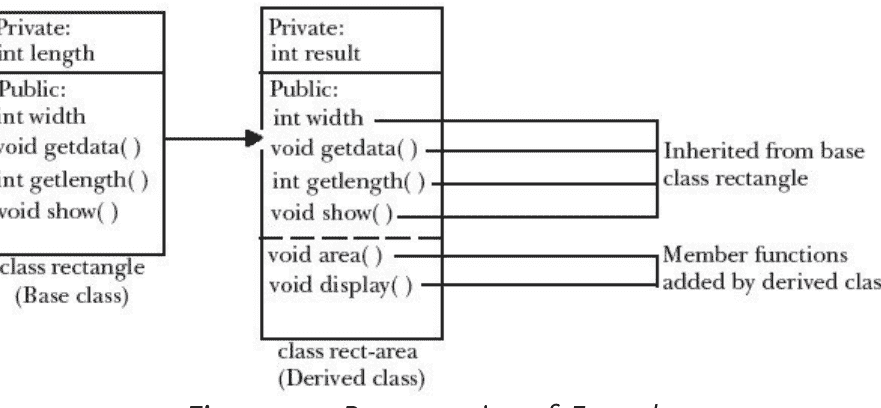 Private:
int length
Public:
int width
void getdata( )
int getlength( )
void show( )
class rectangle
(Base class)
Private:
int result
Public:
int width
void getdata( )
int getlength( )
void show( )
void area( )
void display( )
class rect-area
(Derived class)
Inherited from base
class rectangle
Member functions
added by derived clas